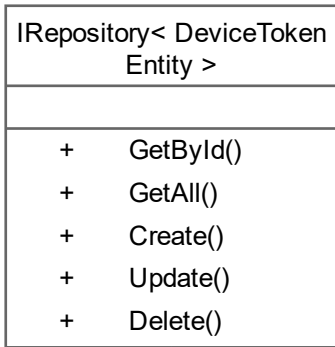 IRepository< DeviceToken
Entity >
+ GetById()
+ GetAll()
+ Create()
+ Update()
+ Delete()